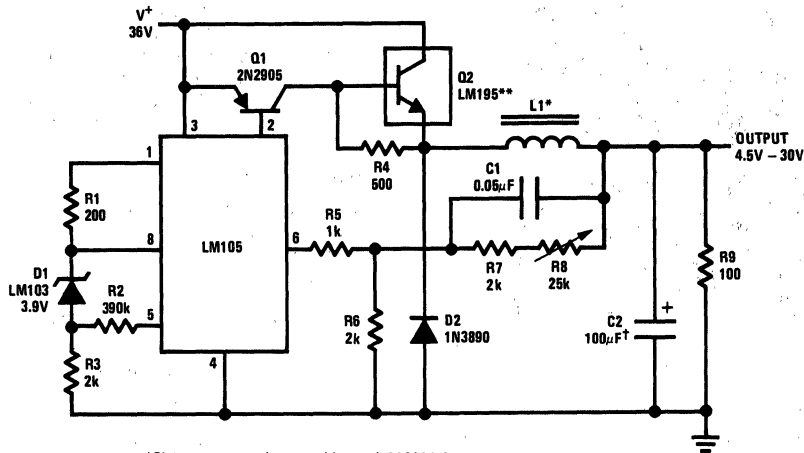 V+
36V
Q1
2N2905
Q2
LM195**
L1*
OUTPUT
4.5V – 30V
3
2
1
R4
500
C1
0.05μF
R1
200
8
LM105
6
R5
1k
R7
2k
R8
25k
R9
100
D1
LM103
3.9V
R2
390k
5
R6
2k
D2
1N3890
C2
100μF†
+
R3
2k
4